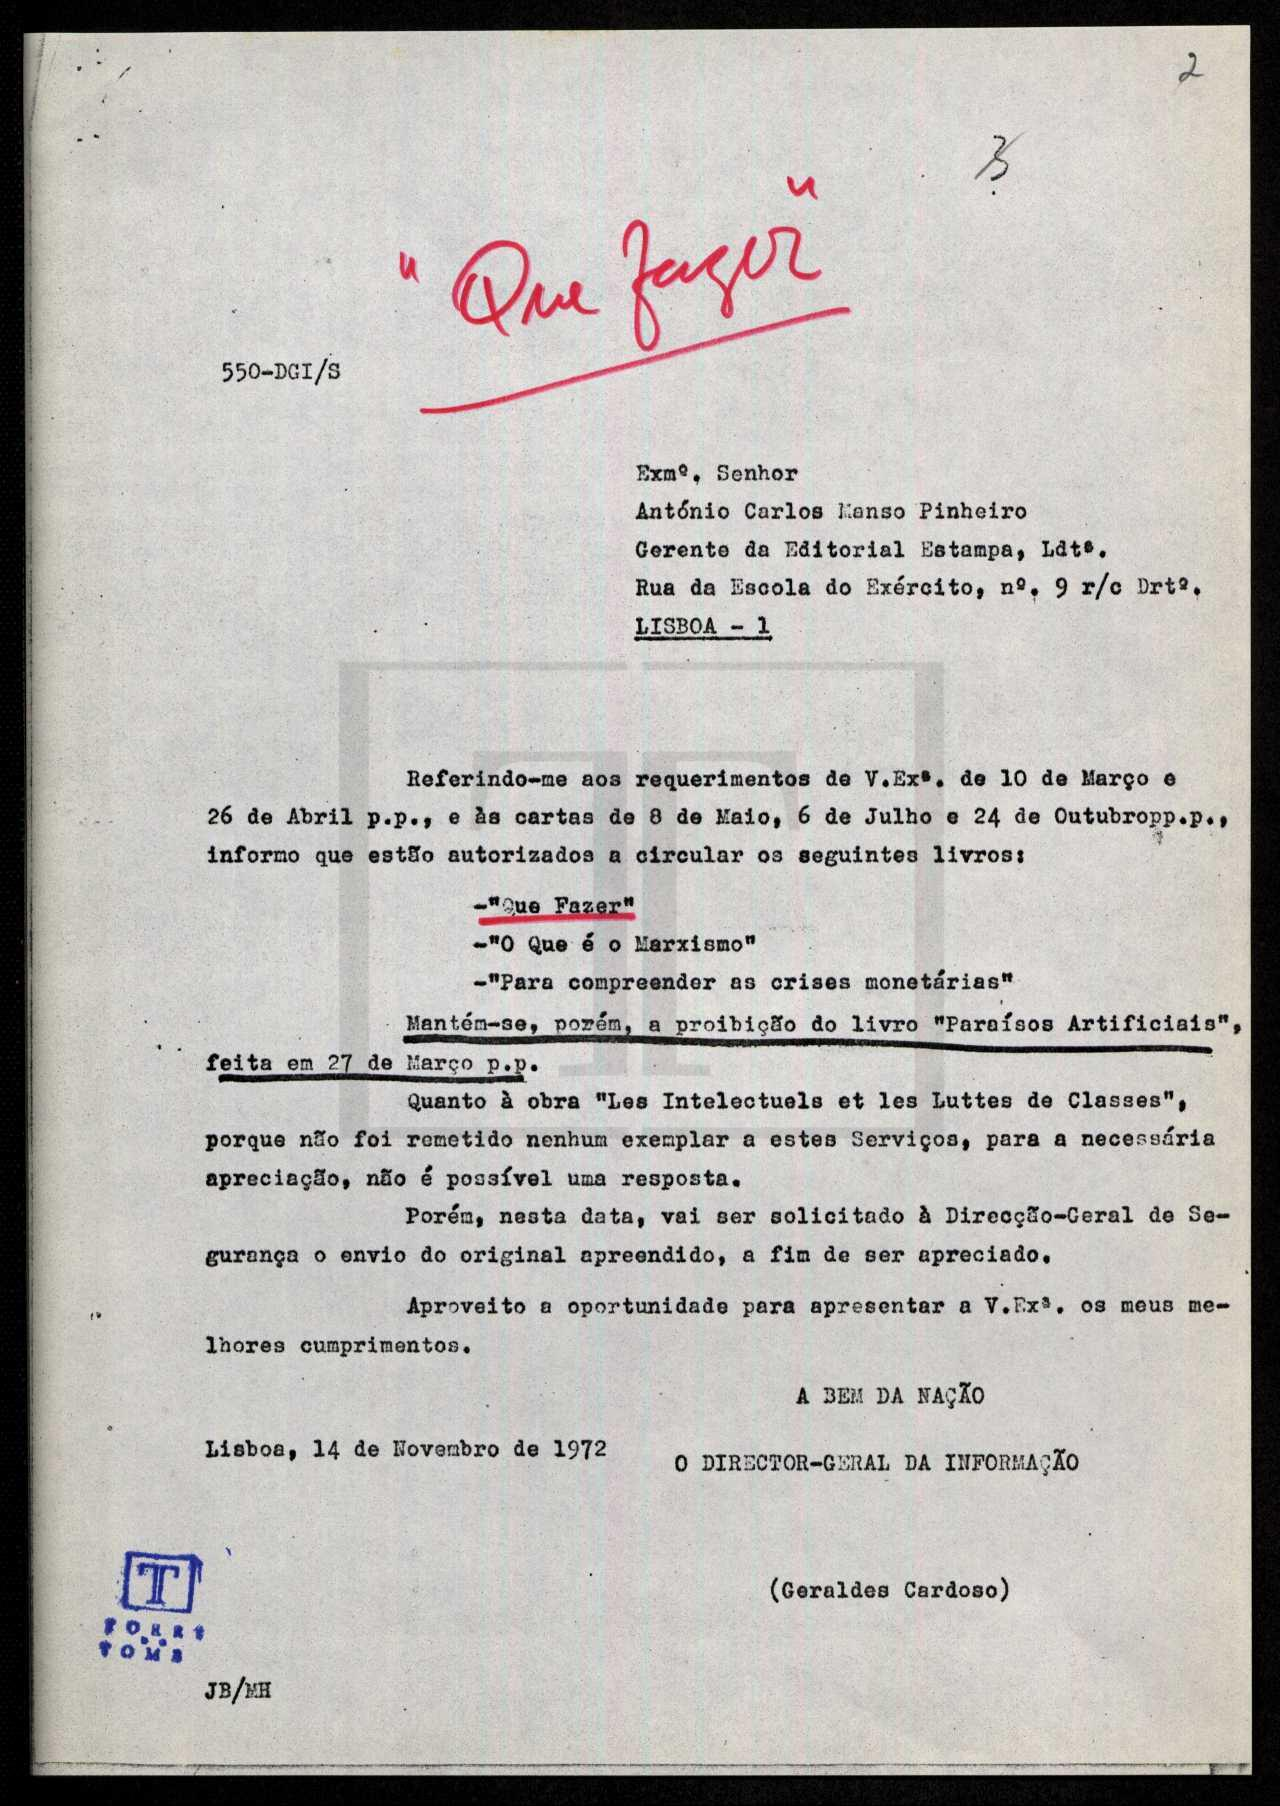 2
"Que fazer"
550-DGI/S
Exmº. Senhor
António Carlos Manso Pinheiro
Gerente da Editorial Estampa, Ldtª.
Rua da Escola do Exército, nº. 9 r/c Drtº.
LISBOA - 1
Referindo-me aos requerimentos de V.Exª. de 10 de Março e
26 de Abril p.p., e às cartas de 8 de Maio, 6 de Julho e 24 de Outubropp.p.,
informo que estão autorizados a circular os seguintes livros:
-"Que Fazer"
-"O Que é o Marxismo"
-"Para compreender as crises monetárias"
Mantém-se, porém, a proibição do livro "Paraísos Artificiais",
feita em 27 de Março p.p.
Quanto à obra "Les Intelectuels et les Luttes de Classes",
porque não foi remetido nenhum exemplar a estes Serviços, para a necessária
apreciação, não é possível uma resposta.
Porém, nesta data, vai ser solicitado à Direcção-Geral de Se-
gurança o envio do original apreendido, a fim de ser apreciado.
Aproveito a oportunidade para apresentar a V.Exª. os meus me-
lhores cumprimentos.
A BEM DA NAÇÃO
Lisboa, 14 de Novembro de 1972
O DIRECTOR-GERAL DA INFORMAÇÃO
(Geraldes Cardoso)
T
TORRE
DO
TOMB
JB/MH